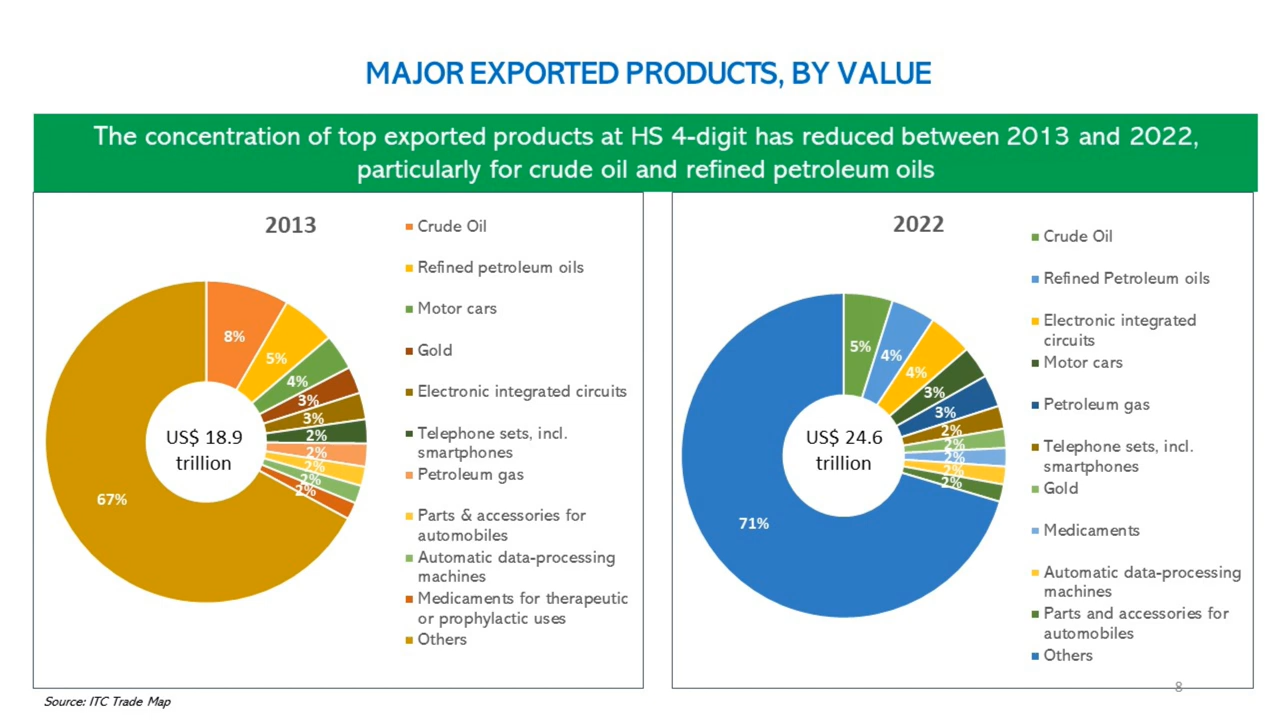 MAJOR EXPORTED PRODUCTS, BY VALUE
The concentration of top exported products at HS 4-digit has reduced between 2013 and 2022,
particularly for crude oil and refined petroleum oils
2013
8%
5%
4%
3%
3%
2%
2%
2%
2%
2%
67%
US$ 18.9
trillion
Crude Oil
Refined petroleum oils
Motor cars
Gold
Electronic integrated circuits
Telephone sets, incl.
smartphones
Petroleum gas
Parts & accessories for
automobiles
Automatic data-processing
machines
Medicaments for therapeutic
or prophylactic uses
Others
2022
5%
4%
4%
3%
3%
2%
2%
2%
2%
2%
71%
US$ 24.6
trillion
Crude Oil
Refined Petroleum oils
Electronic integrated
circuits
Motor cars
Petroleum gas
Telephone sets, incl.
smartphones
Gold
Medicaments
Automatic data-processing
machines
Parts and accessories for
automobiles
Others
8
Source: ITC Trade Map